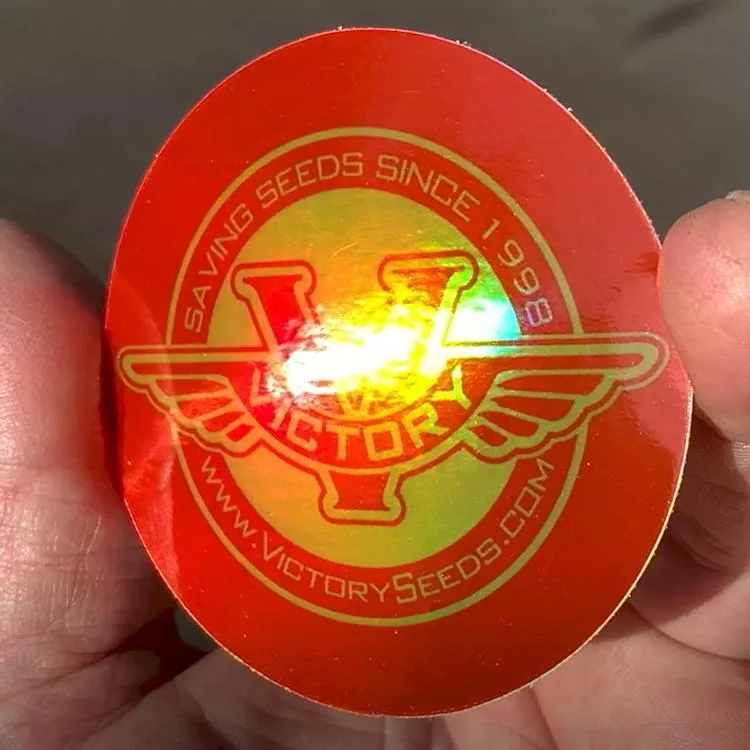 SAVING SEEDS SINCE 1998
V
VICTORY
WWW.VICTORYSEEDS.COM